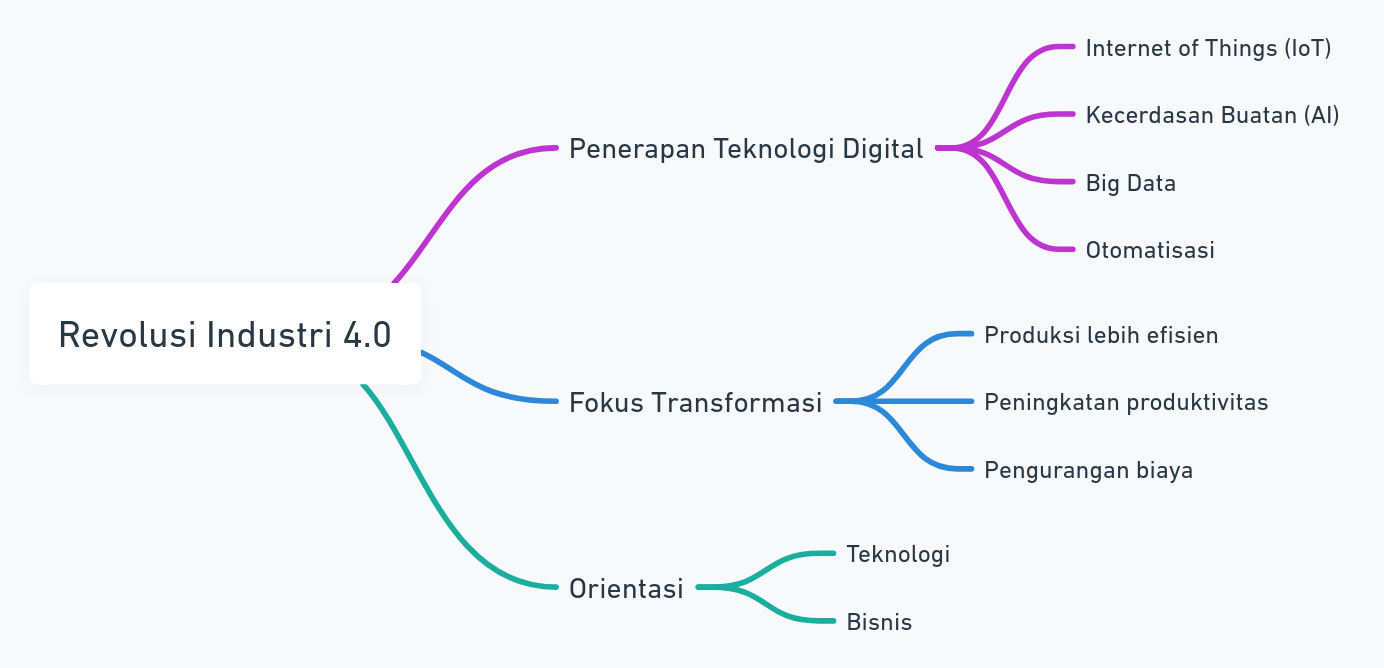 Revolusi Industri 4.0
Penerapan Teknologi Digital
Internet of Things (IoT)
Kecerdasan Buatan (AI)
Big Data
Otomatisasi
Fokus Transformasi
Produksi lebih efisien
Peningkatan produktivitas
Pengurangan biaya
Orientasi
Teknologi
Bisnis